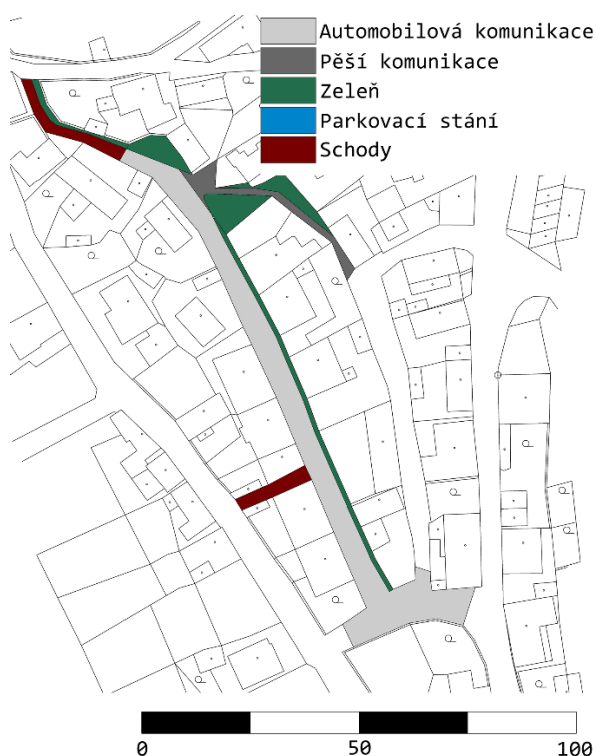 Automobilová komunikace
Pěší komunikace
Zeleň
Parkovací stání
Schody
0 50 100